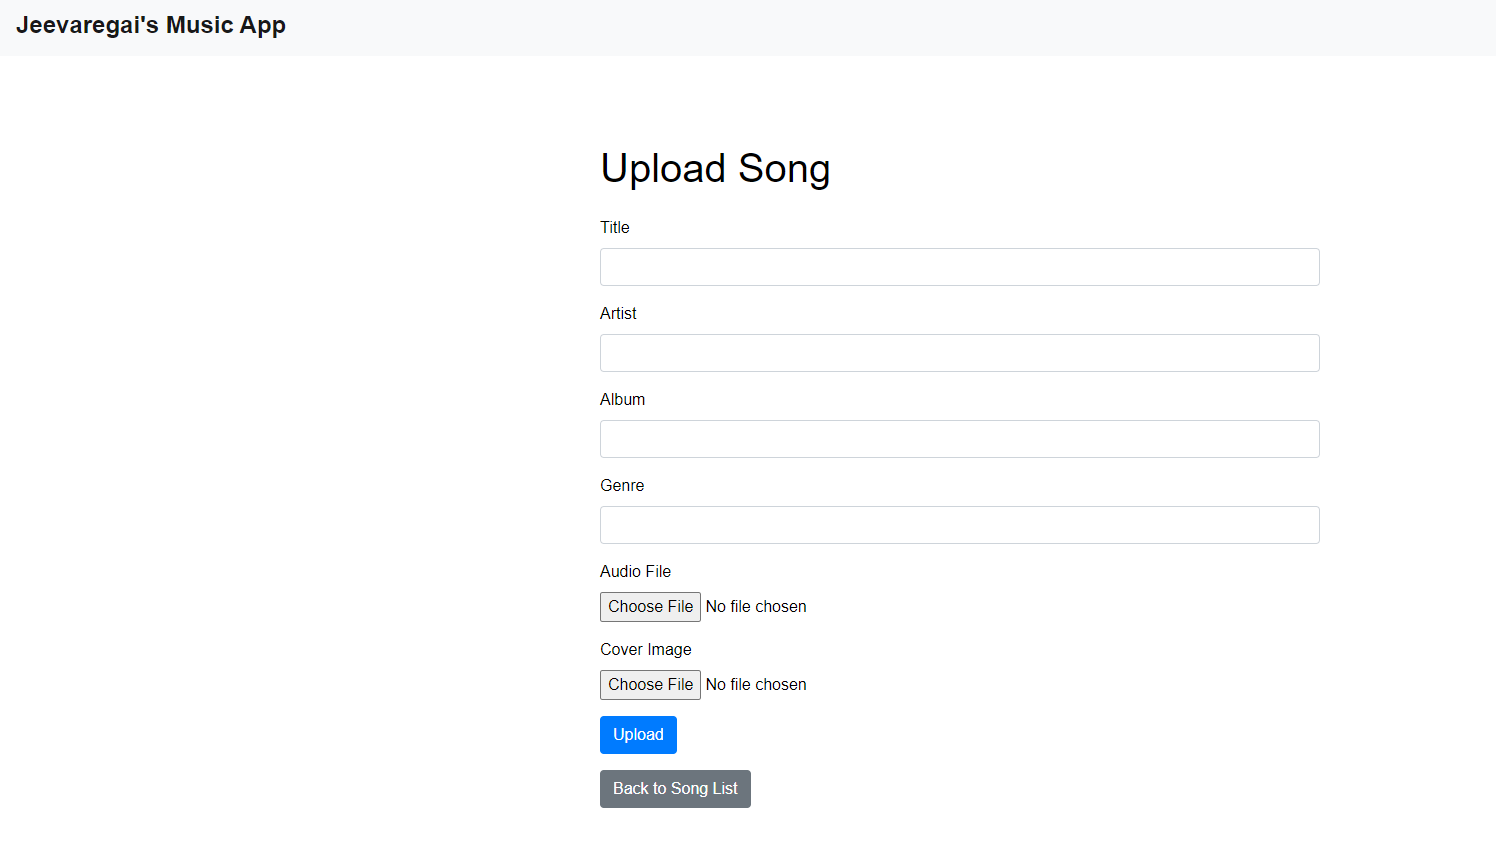 Jeevaregai's Music App
Upload Song
Title
Artist
Album
Genre
Audio File
Choose File No file chosen
Cover Image
Choose File No file chosen
Upload
Back to Song List